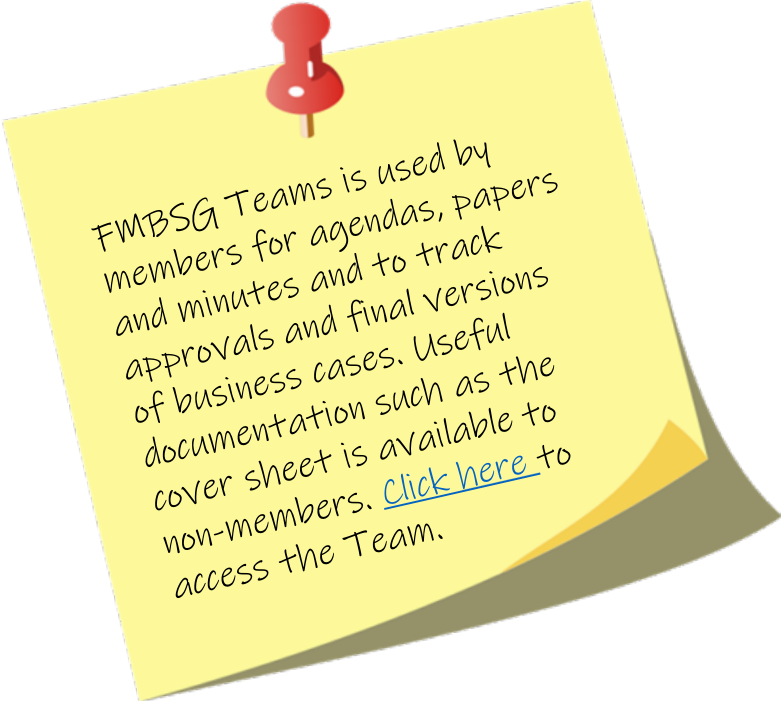 FMBSG Teams is used by
members for agendas, papers
and minutes and to track
approvals and final versions
of business cases. Useful
documentation such as the
cover sheet is available to
non-members. Click here to
access the Team.